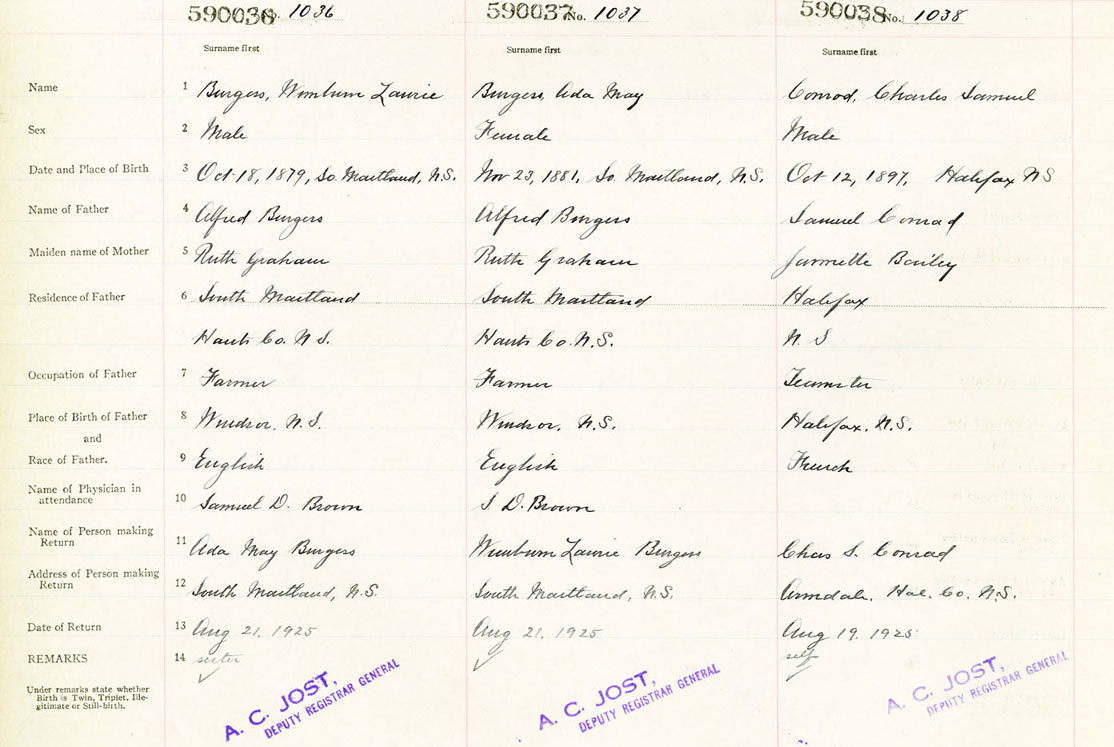 590036 No. 1036 590037 No. 1037 590038 No. 1038
Surname first Surname first Surname first
Name 1 Burgess, Wimburn Lawrie Burgess, Ada May Conrod, Charles Samuel
Sex 2 Male Female Male
Date and Place of Birth 3 Oct 18, 1879, So. Maitland, N.S. Nov 23, 1881, So. Maitland, N.S. Oct 12, 1897, Halifax NS
Name of Father 4 Alfred Burgess Alfred Burgess Samuel Conrod
Maiden name of Mother 5 Ruth Graham Ruth Graham Bailey
Residence of Father 6 South Maitland South Maitland Halifax
Hants Co. N.S. Hants Co. N.S. N. S
Occupation of Father 7 Farmer Farmer Teamster
Place of Birth of Father 8 Windsor, N.S. Windsor, N.S. Halifax, N.S.
and
Race of Father. 9 English English French
Name of Physician in
attendance 10 Samuel D. Brown S D. Brown
Name of Person making
Return 11 Ada May Burgess Wimburn Lawrie Burgess Chas S. Conrad
Address of Person making
Return 12 South Maitland, N.S. South Maitland, N.S. Armdale, Hal. Co. N.S.
Date of Return 13 Aug 21, 1925 Aug 21, 1925 Aug 19, 1925
REMARKS 14 sister self
Under remarks state whether
Birth is Twin, Triplet, Ille-
gitimate or Still-birth.
A. C. JOST, A. C. JOST, A. C. JOST,
DEPUTY REGISTRAR GENERAL DEPUTY REGISTRAR GENERAL DEPUTY REGISTRAR GENERAL